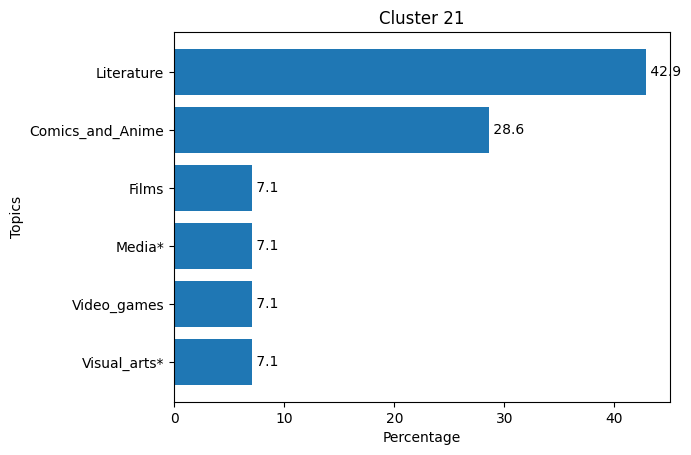 Cluster 21
Literature
42.9
Comics_and_Anime
28.6
Films
7.1
Media*
7.1
Video_games
7.1
Visual_arts*
7.1
Topics
0
10
20
30
40
Percentage